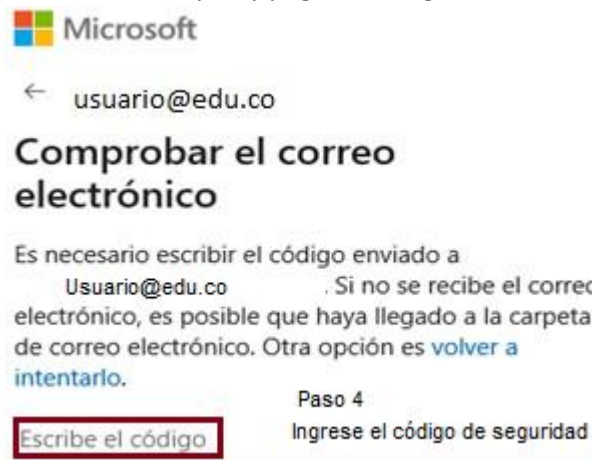 Microsoft
← usuario@edu.co
Comprobar el correo
electrónico
Es necesario escribir el código enviado a
Usuario@edu.co . Si no se recibe el correo
electrónico, es posible que haya llegado a la carpeta
de correo electrónico. Otra opción es volver a
intentarlo.
Paso 4
Escribe el código Ingrese el código de seguridad